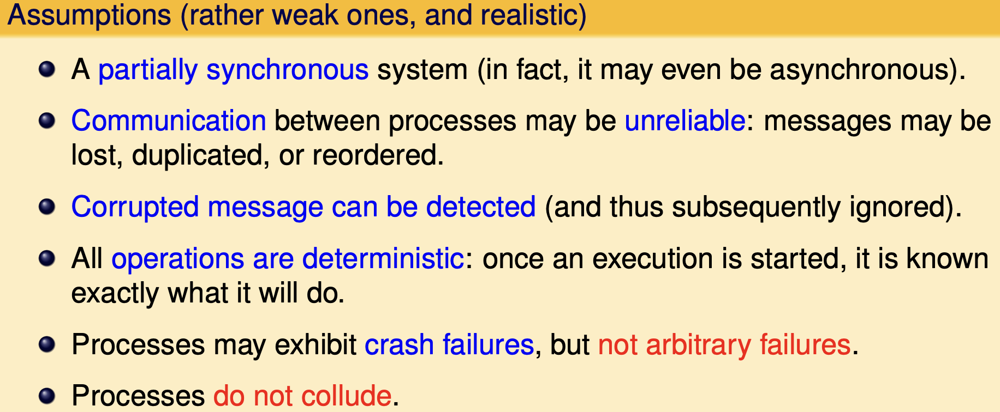 Assumptions (rather weak ones, and realistic)
A partially synchronous system (in fact, it may even be asynchronous).
Communication between processes may be unreliable: messages may be
lost, duplicated, or reordered.
Corrupted message can be detected (and thus subsequently ignored).
All operations are deterministic: once an execution is started, it is known
exactly what it will do.
Processes may exhibit crash failures, but not arbitrary failures.
Processes do not collude.